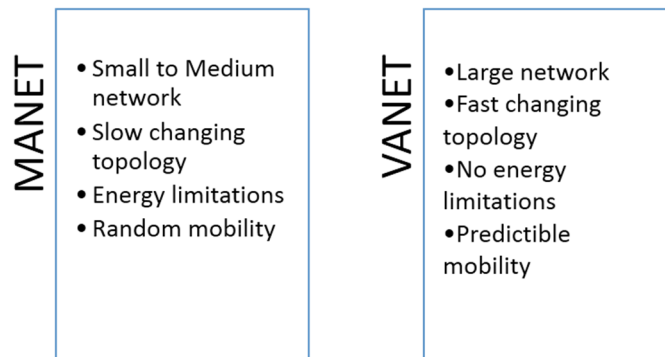 MANET
• Small to Medium
network
• Slow changing
topology
• Energy limitations
• Random mobility
VANET
•Large network
•Fast changing
topology
•No energy
limitations
•Predictible
mobility